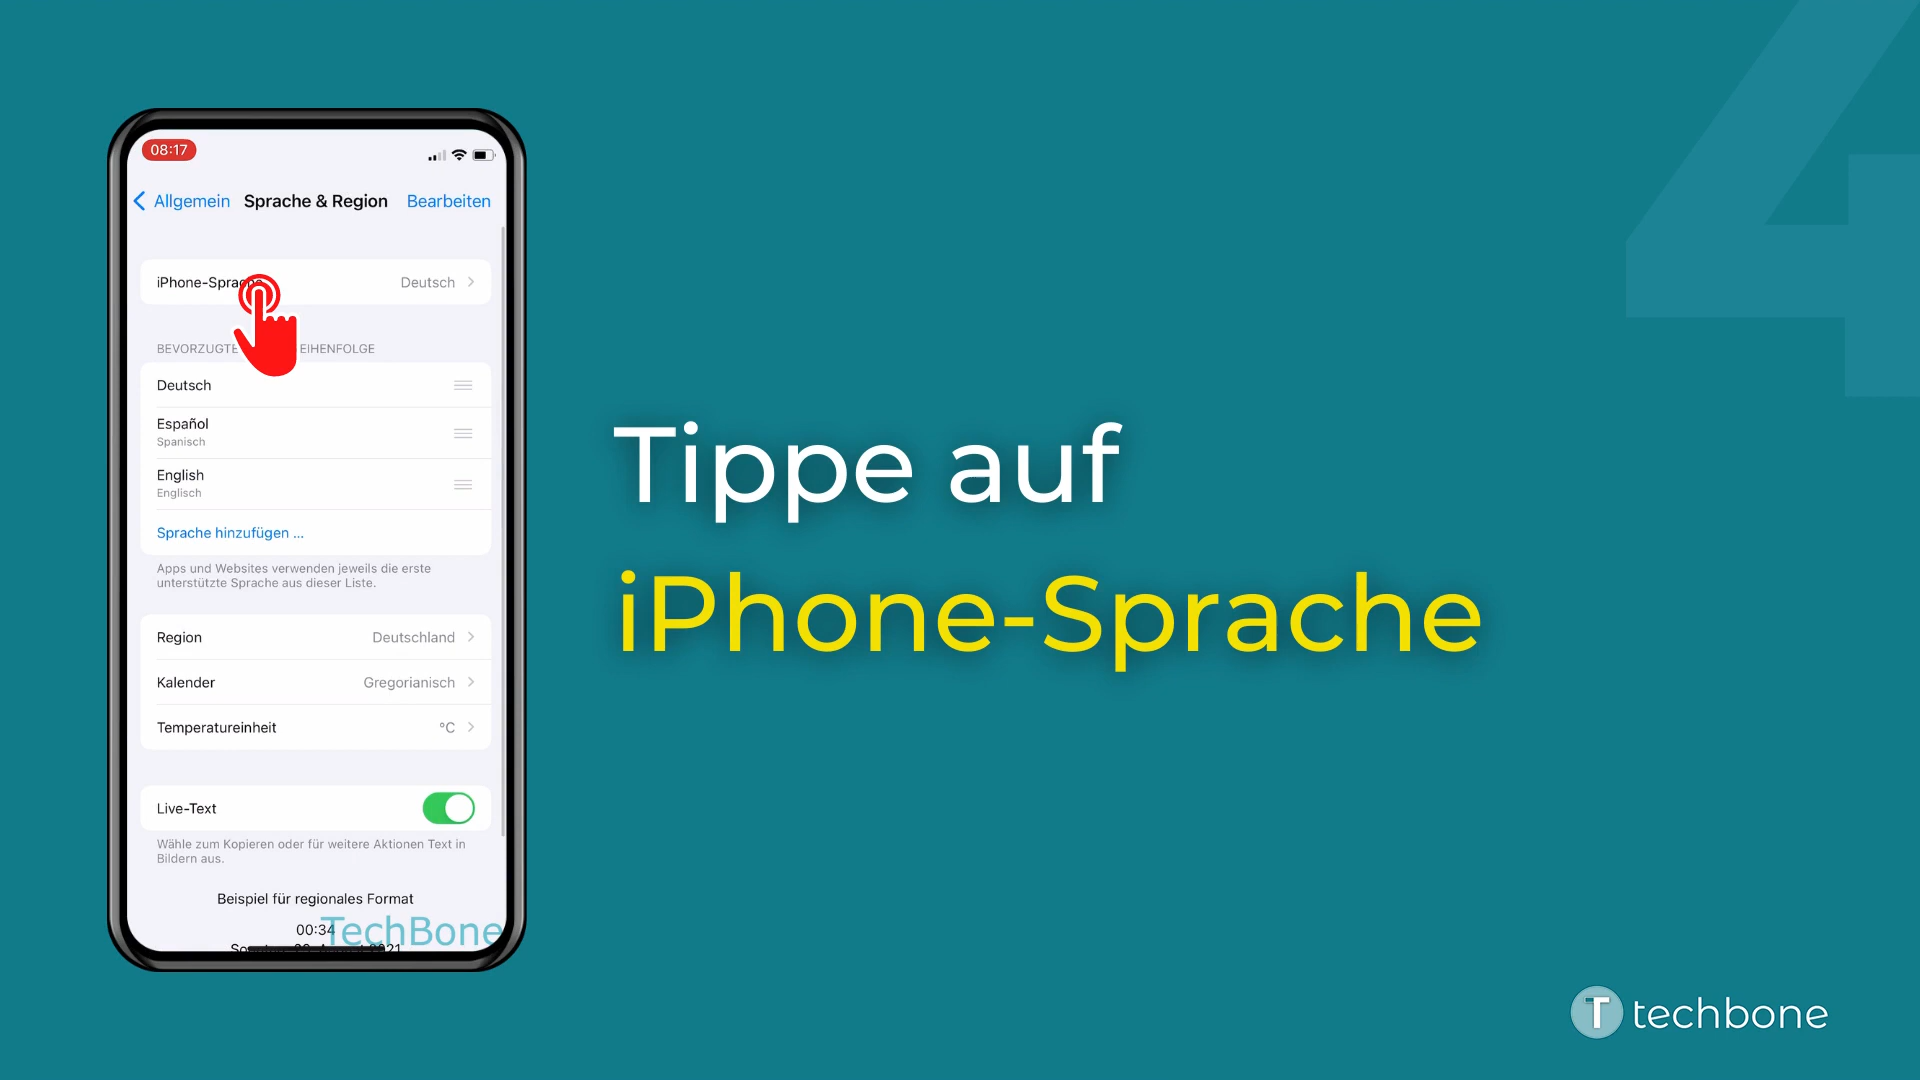 4
08:17
Allgemein Sprache & Region Bearbeiten
iPhone-Sprache Deutsch
BEVORZUGTE EIHENFOLGE
Deutsch
Español
Spanisch
English
Englisch
Sprache hinzufügen ...
Apps und Websites verwenden jeweils die erste
unterstützte Sprache aus dieser Liste.
Region Deutschland
Kalender Gregorianisch
Temperatureinheit °C
Live-Text
Wähle zum Kopieren oder für weitere Aktionen Text in
Bildern aus.
Beispiel für regionales Format
00:34
TechBone
Tippe auf
iPhone-Sprache
T techbone